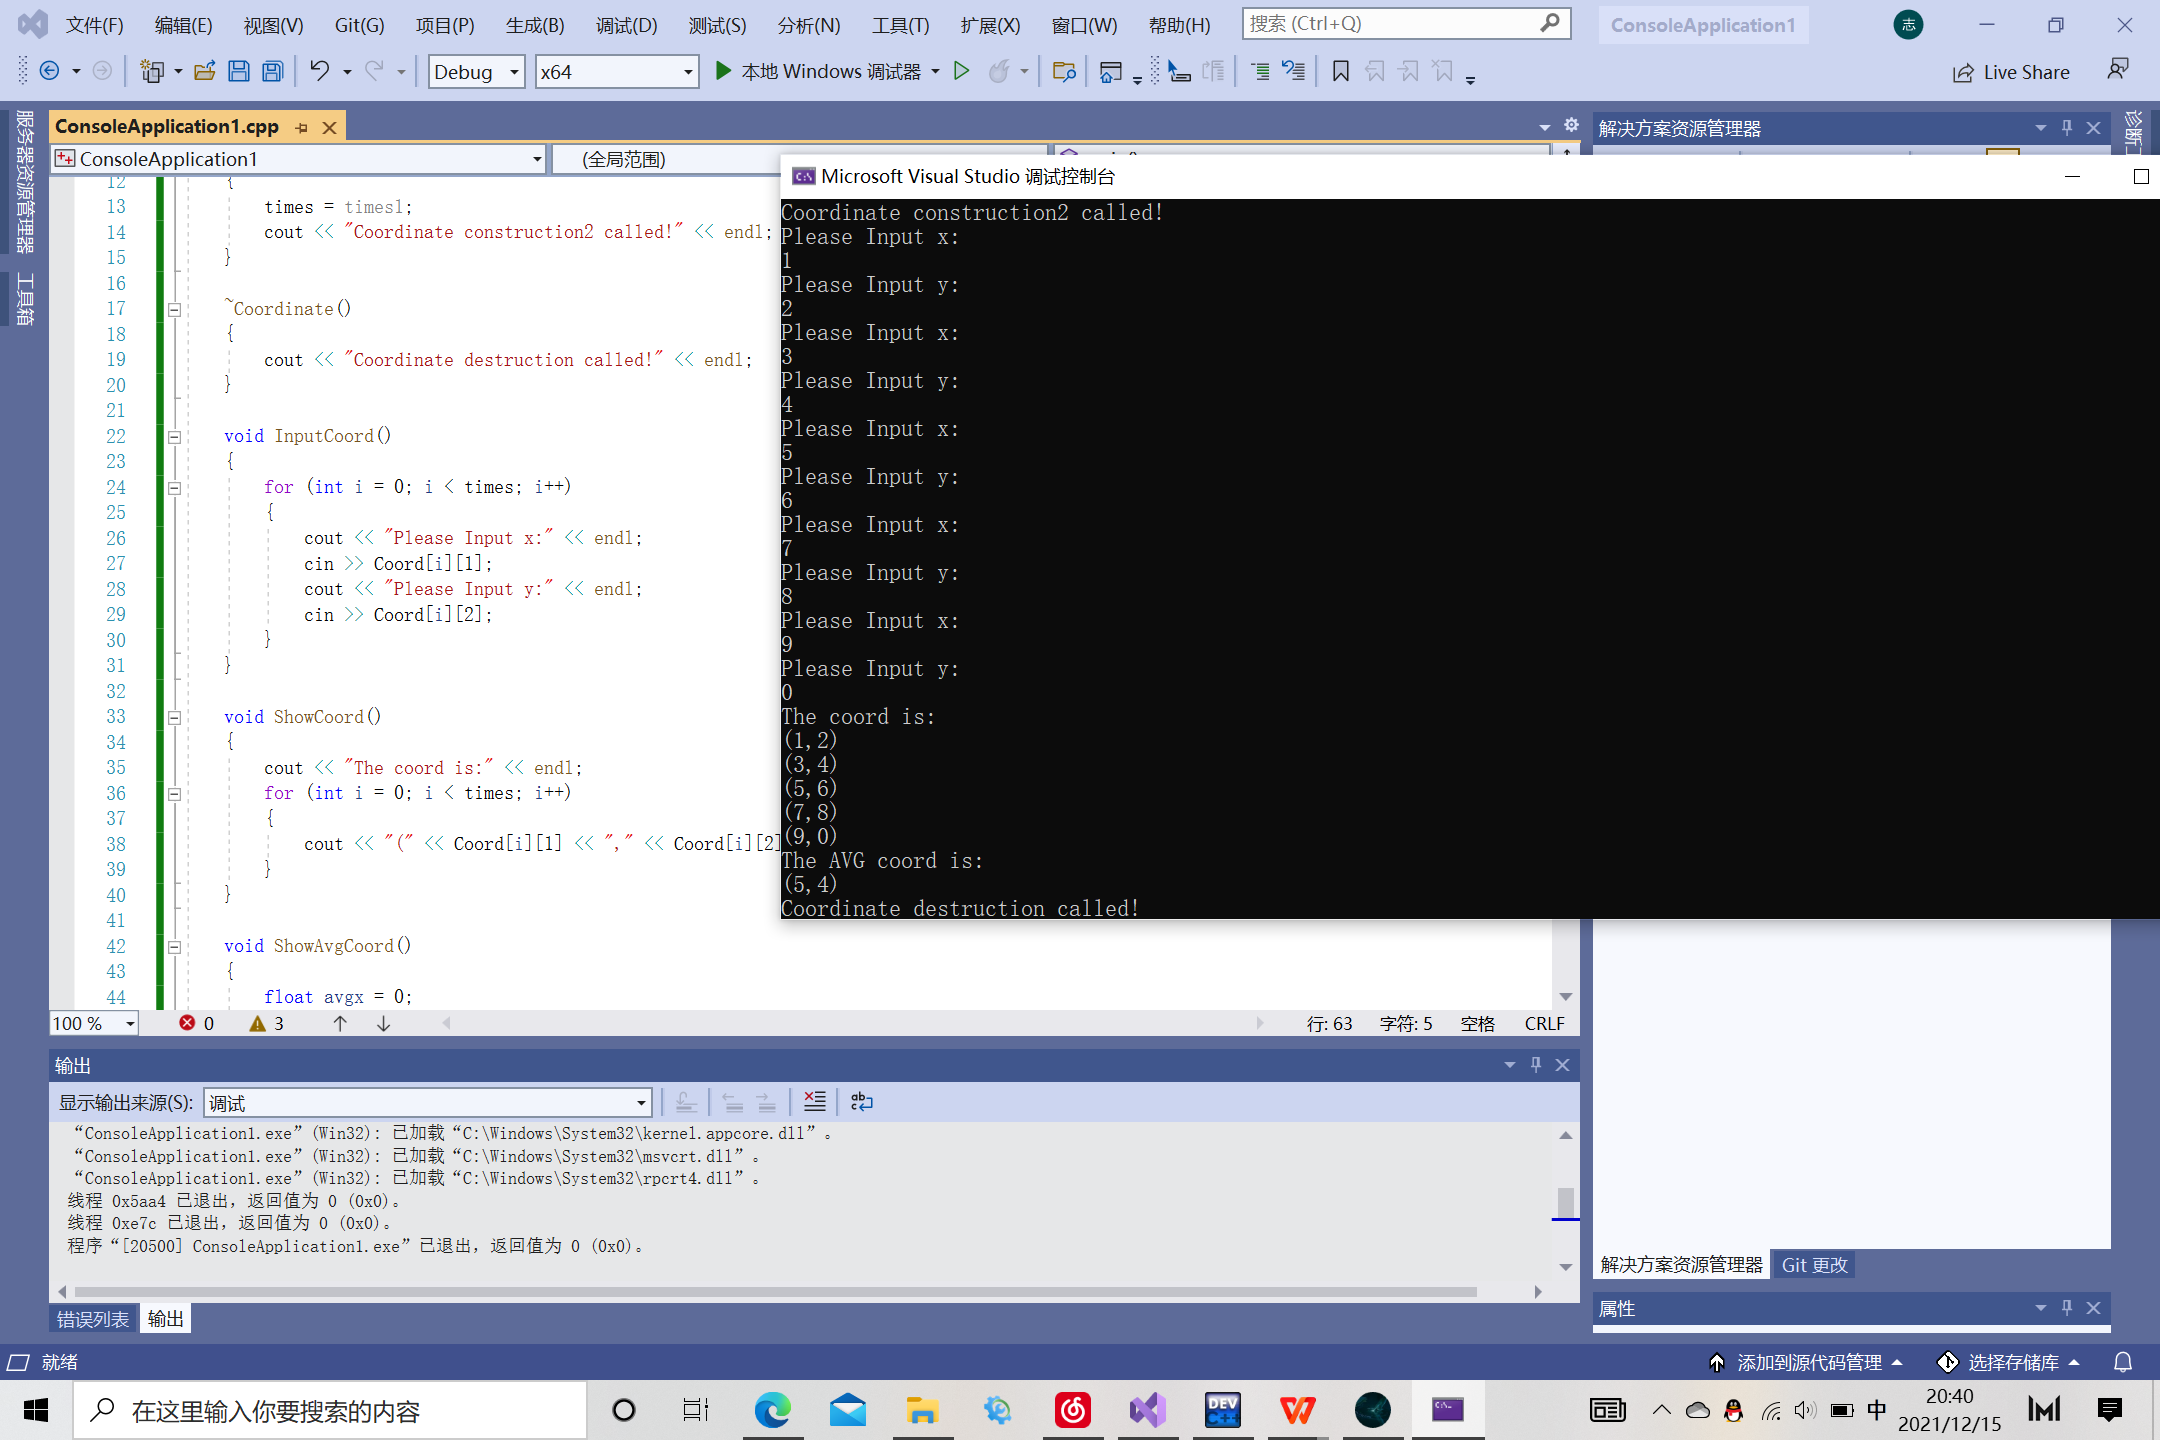 文件(F) 编辑(E) 视图(V) Git(G) 项目(P) 生成(B) 调试(D) 测试(S) 分析(N) 工具(T) 扩展(X) 窗口(W) 帮助(H) 搜索 (Ctrl+Q) ConsoleApplication1 志
Debug x64 本地 Windows 调试器 Live Share
服务器资源管理器
工具箱
ConsoleApplication1.cpp
ConsoleApplication1 (全局范围)
12 {
13 times = times1;
14 cout << "Coordinate construction2 called!" << endl;
15 }
16
17 ~Coordinate()
18 {
19 cout << "Coordinate destruction called!" << endl;
20 }
21
22 void InputCoord()
23 {
24 for (int i = 0; i < times; i++)
25 {
26 cout << "Please Input x:" << endl;
27 cin >> Coord[i][1];
28 cout << "Please Input y:" << endl;
29 cin >> Coord[i][2];
30 }
31 }
32
33 void ShowCoord()
34 {
35 cout << "The coord is:" << endl;
36 for (int i = 0; i < times; i++)
37 {
38 cout << "(" << Coord[i][1] << "," << Coord[i][2]
39 }
40 }
41
42 void ShowAvgCoord()
43 {
44 float avgx = 0;
100 % 0 3 行: 63 字符: 5 空格 CRLF
Microsoft Visual Studio 调试控制台
Coordinate construction2 called!
Please Input x:
1
Please Input y:
2
Please Input x:
3
Please Input y:
4
Please Input x:
5
Please Input y:
6
Please Input x:
7
Please Input y:
8
Please Input x:
9
Please Input y:
0
The coord is:
(1,2)
(3,4)
(5,6)
(7,8)
(9,0)
The AVG coord is:
(5,4)
Coordinate destruction called!
输出
显示输出来源(S): 调试
“ConsoleApplication1.exe”(Win32): 已加载“C:\Windows\System32\kernel.appcore.dll”。
“ConsoleApplication1.exe”(Win32): 已加载“C:\Windows\System32\msvcrt.dll”。
“ConsoleApplication1.exe”(Win32): 已加载“C:\Windows\System32\rpcrt4.dll”。
线程 0x5aa4 已退出，返回值为 0 (0x0)。
线程 0xe7c 已退出，返回值为 0 (0x0)。
程序“[20500] ConsoleApplication1.exe”已退出，返回值为 0 (0x0)。
错误列表 输出
解决方案资源管理器
解决方案资源管理器 Git 更改
属性
就绪 添加到源代码管理 选择存储库
在这里输入你要搜索的内容
DEV
C++
中
20:40
2021/12/15